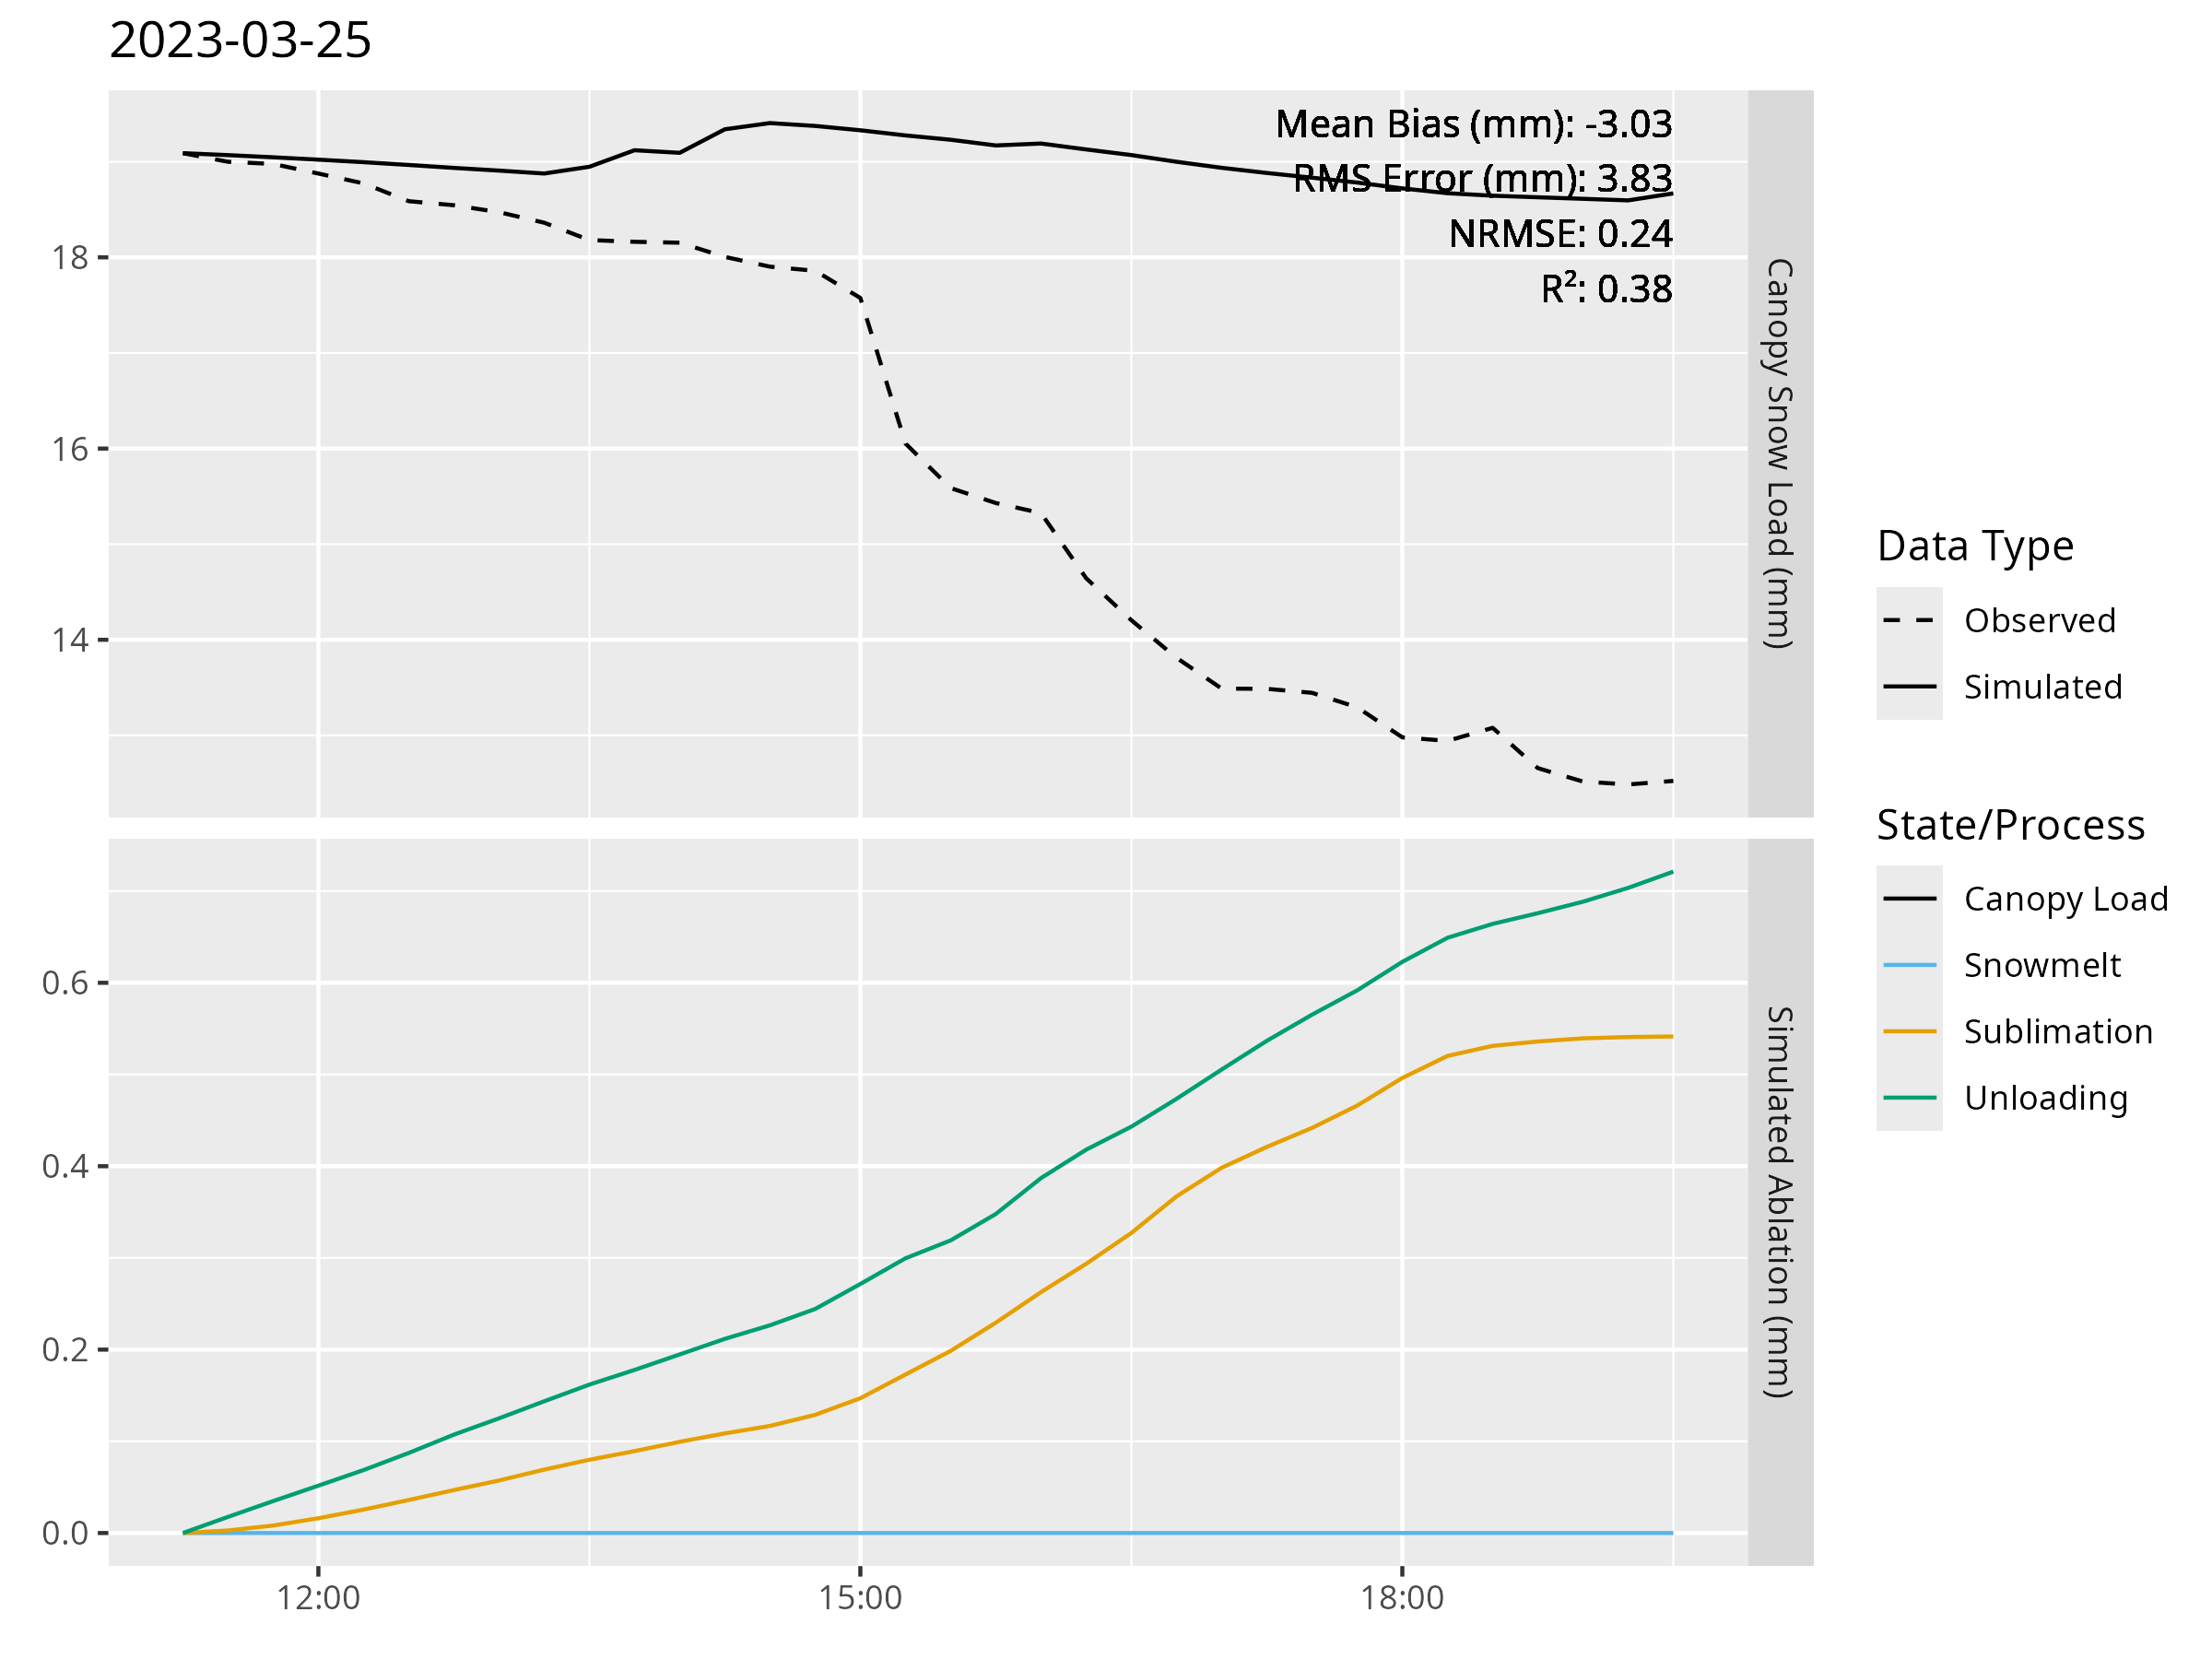 2023-03-25
Mean Bias (mm): -3.03
RMS Error (mm): 3.83
NRMSE: 0.24
R²: 0.38
18
16
14
Canopy Snow Load (mm)
0.6
0.4
0.2
0.0
Simulated Ablation (mm)
12:00
15:00
18:00
Data Type
Observed
Simulated
State/Process
Canopy Load
Snowmelt
Sublimation
Unloading